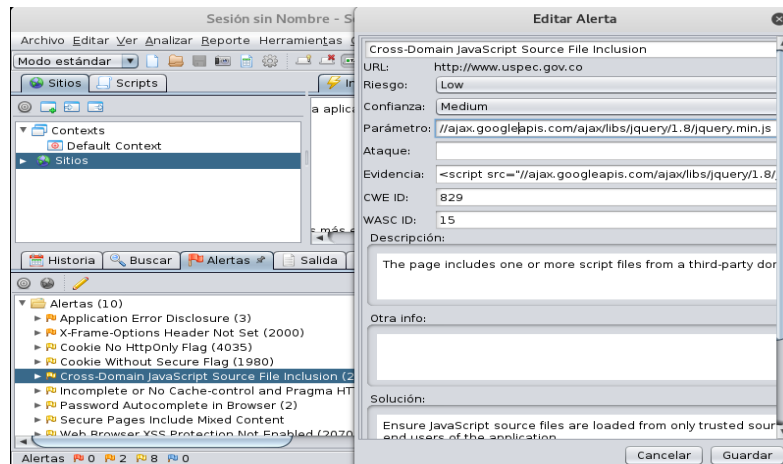 Sesión sin Nombre - S
Archivo Editar Ver Analizar Reporte Herramientas
Modo estándar
Sitios
Scripts
a aplica
Contexts
Default Context
Sitios
s más e
Historia
Buscar
Alertas
Salida
Alertas (10)
Application Error Disclosure (3)
X-Frame-Options Header Not Set (2000)
Cookie No HttpOnly Flag (4035)
Cookie Without Secure Flag (1980)
Cross-Domain JavaScript Source File Inclusion (2
Incomplete or No Cache-control and Pragma HT
Password Autocomplete in Browser (2)
Secure Pages Include Mixed Content
Web Browser XSS Protection Not Enabled (2070
Alertas 0 2 8 0
Editar Alerta
Cross-Domain JavaScript Source File Inclusion
URL: http://www.uspec.gov.co
Riesgo: Low
Confianza: Medium
Parámetro: //ajax.googleapis.com/ajax/libs/jquery/1.8/jquery.min.js
Ataque:
Evidencia: <script src="//ajax.googleapis.com/ajax/libs/jquery/1.8/
CWE ID: 829
WASC ID: 15
Descripción:
The page includes one or more script files from a third-party do
Otra info:
Solución:
Ensure JavaScript source files are loaded from only trusted sour
end users of the application
Cancelar
Guardar